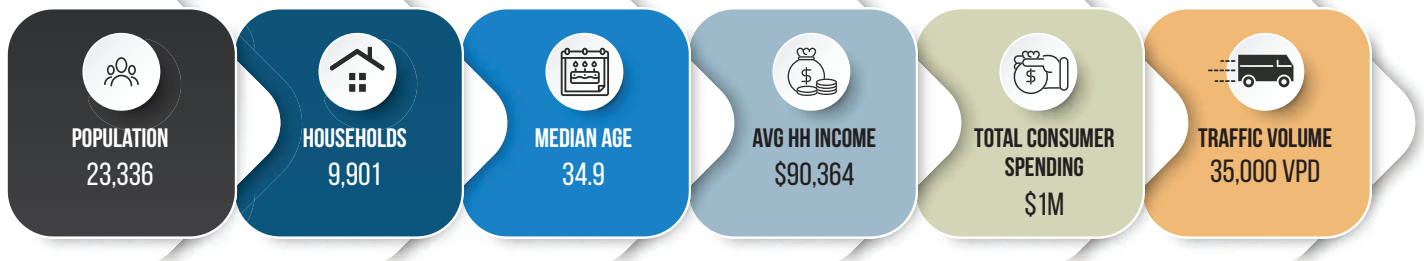 POPULATION
23,336
HOUSEHOLDS
9,901
MEDIAN AGE
34.9
AVG HH INCOME
$90,364
TOTAL CONSUMER
SPENDING
$1M
TRAFFIC VOLUME
35,000 VPD